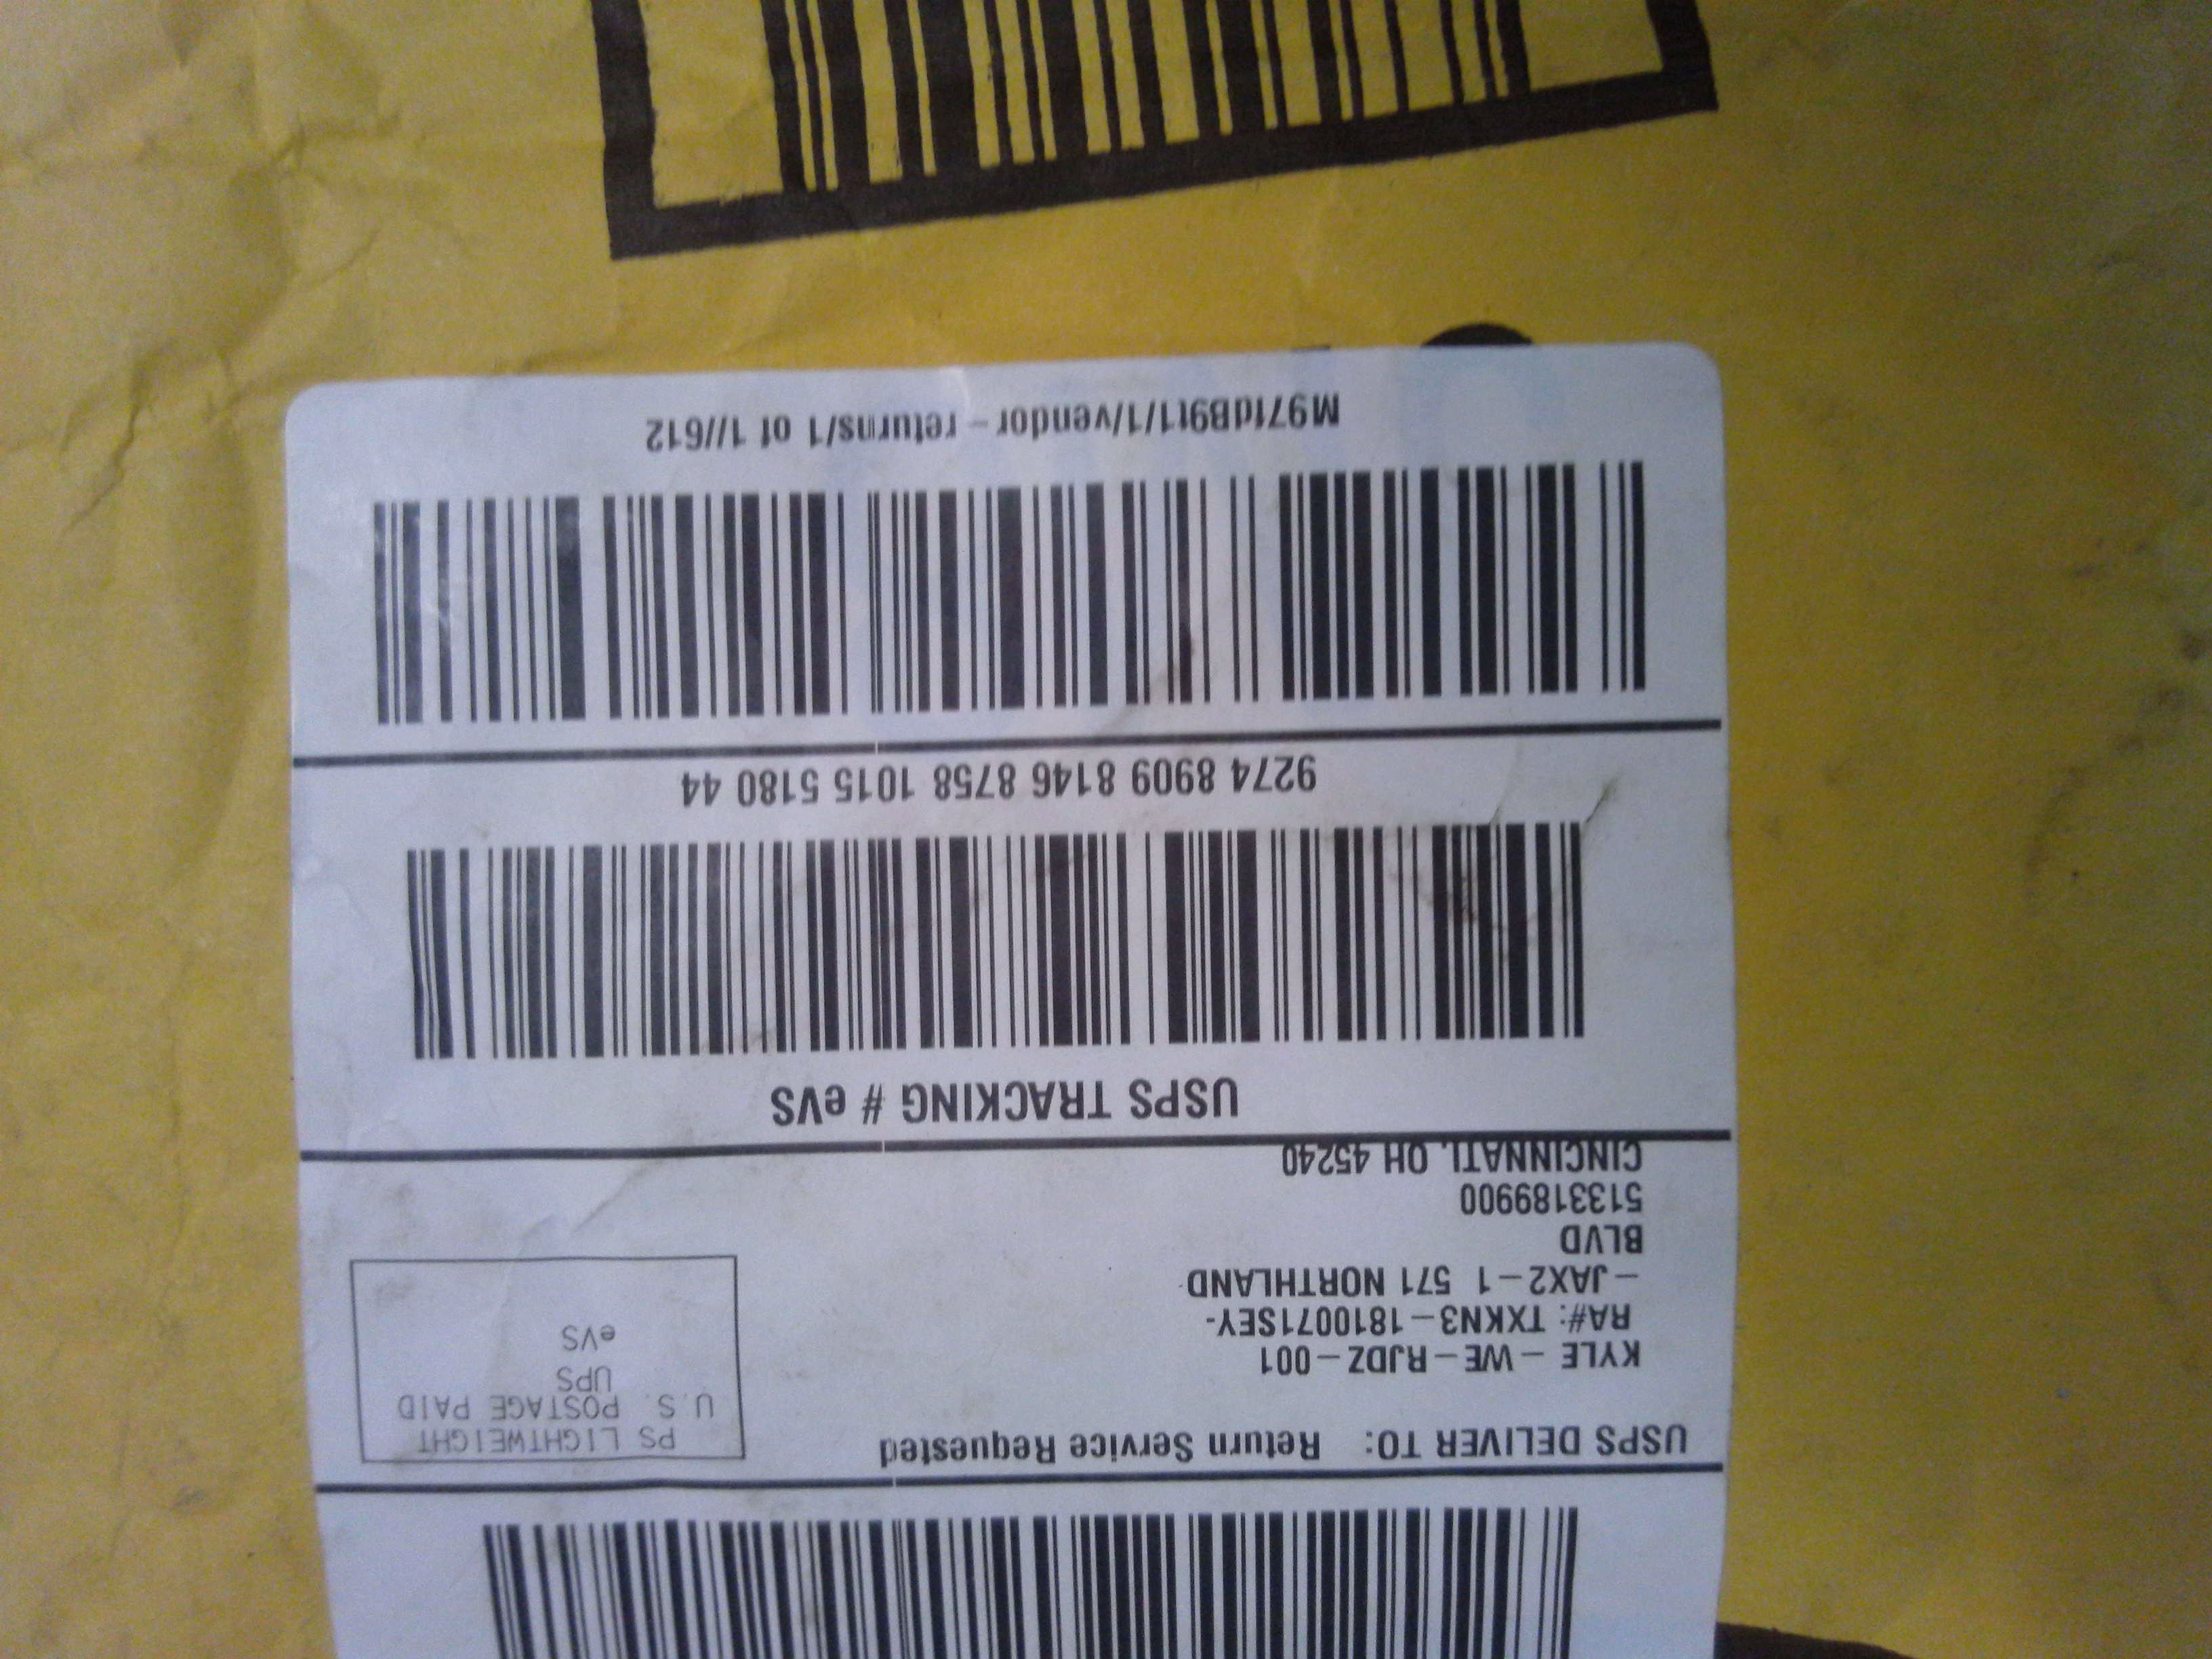 USPS DELIVER TO: Return Service Requested
PS LIGHTWEIGHT
U.S. POSTAGE PAID
UPS
eVS
KYLE - WE-RJDZ-001
RA#: TXKN3-1810071SEY-
-JAX2-1 571 NORTHLAND
BLVD
5133189900
CINCINNATI, OH 45240
USPS TRACKING # eVS
9274 8909 8146 8758 1015 5180 44
M97fdB9t1/1/vendor-returns/1 of 1//612